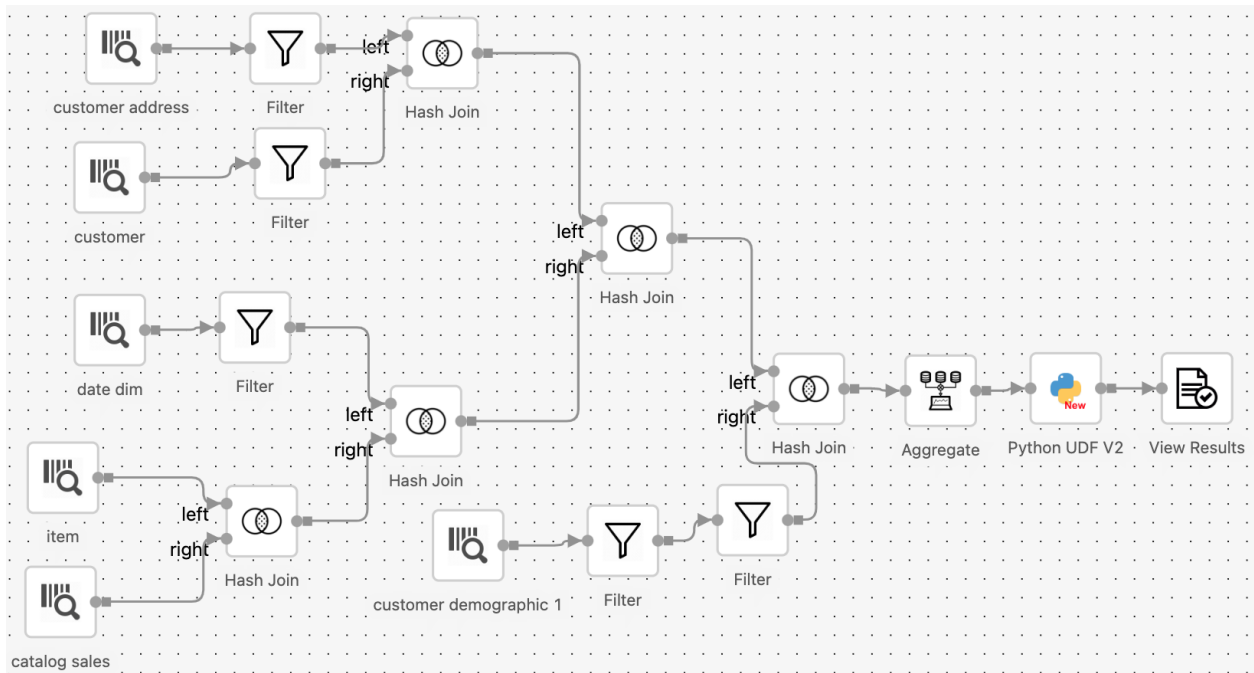 left
right
customer address
Filter
Hash Join
Filter
customer
left
right
Hash Join
date dim
Filter
left
right
Hash Join
left
right
Hash Join
Aggregate
New
Python UDF V2
View Results
item
left
right
Hash Join
customer demographic 1
Filter
Filter
catalog sales